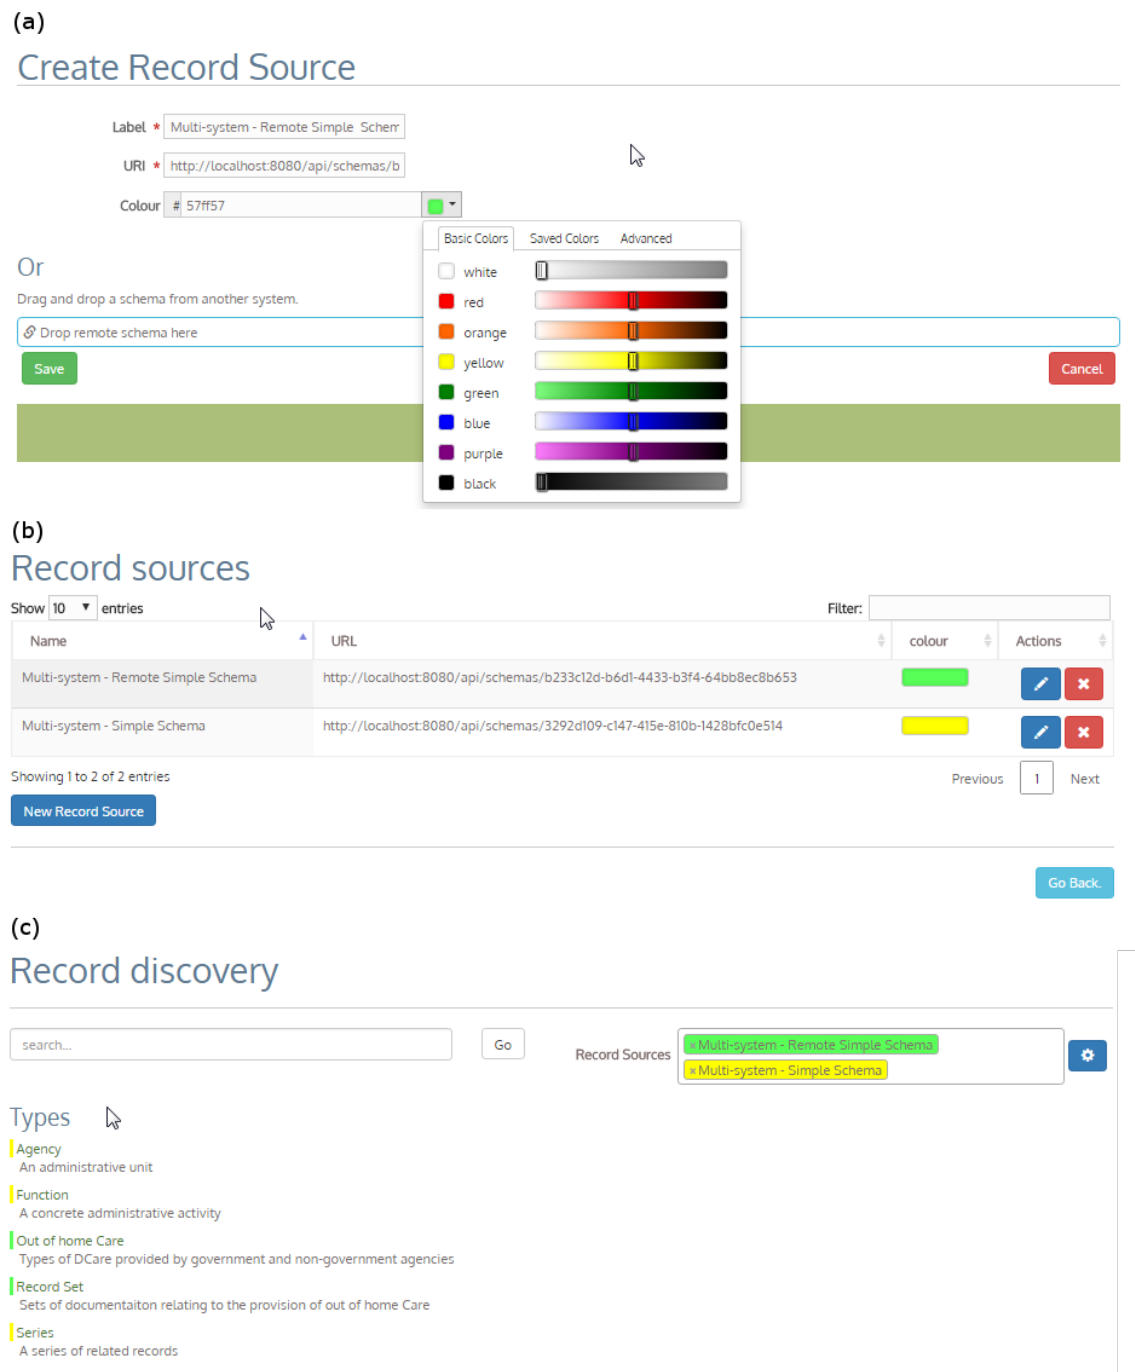 (a)
Create Record Source
Label * Multi-system - Remote Simple Schem
URI * http://localhost:8080/api/schemas/b
Colour # 57ff57
Basic Colors Saved Colors Advanced
white
red
orange
yellow
green
blue
purple
black
Or
Drag and drop a schema from another system.
Drop remote schema here
Save Cancel
(b)
Record sources
Show 10 entries Filter:
Name URL colour Actions
Multi-system - Remote Simple Schema http://localhost:8080/api/schemas/b233c12d-b6d1-4433-b3f4-64bb8ec8b653
Multi-system - Simple Schema http://localhost:8080/api/schemas/3292d109-c147-415e-810b-1428bfc0e514
Showing 1 to 2 of 2 entries Previous 1 Next
New Record Source
Go Back.
(c)
Record discovery
search... Go Record Sources
×Multi-system - Remote Simple Schema
×Multi-system - Simple Schema
Types
Agency
An administrative unit
Function
A concrete administrative activity
Out of home Care
Types of DCare provided by government and non-government agencies
Record Set
Sets of documentaiton relating to the provision of out of home Care
Series
A series of related records